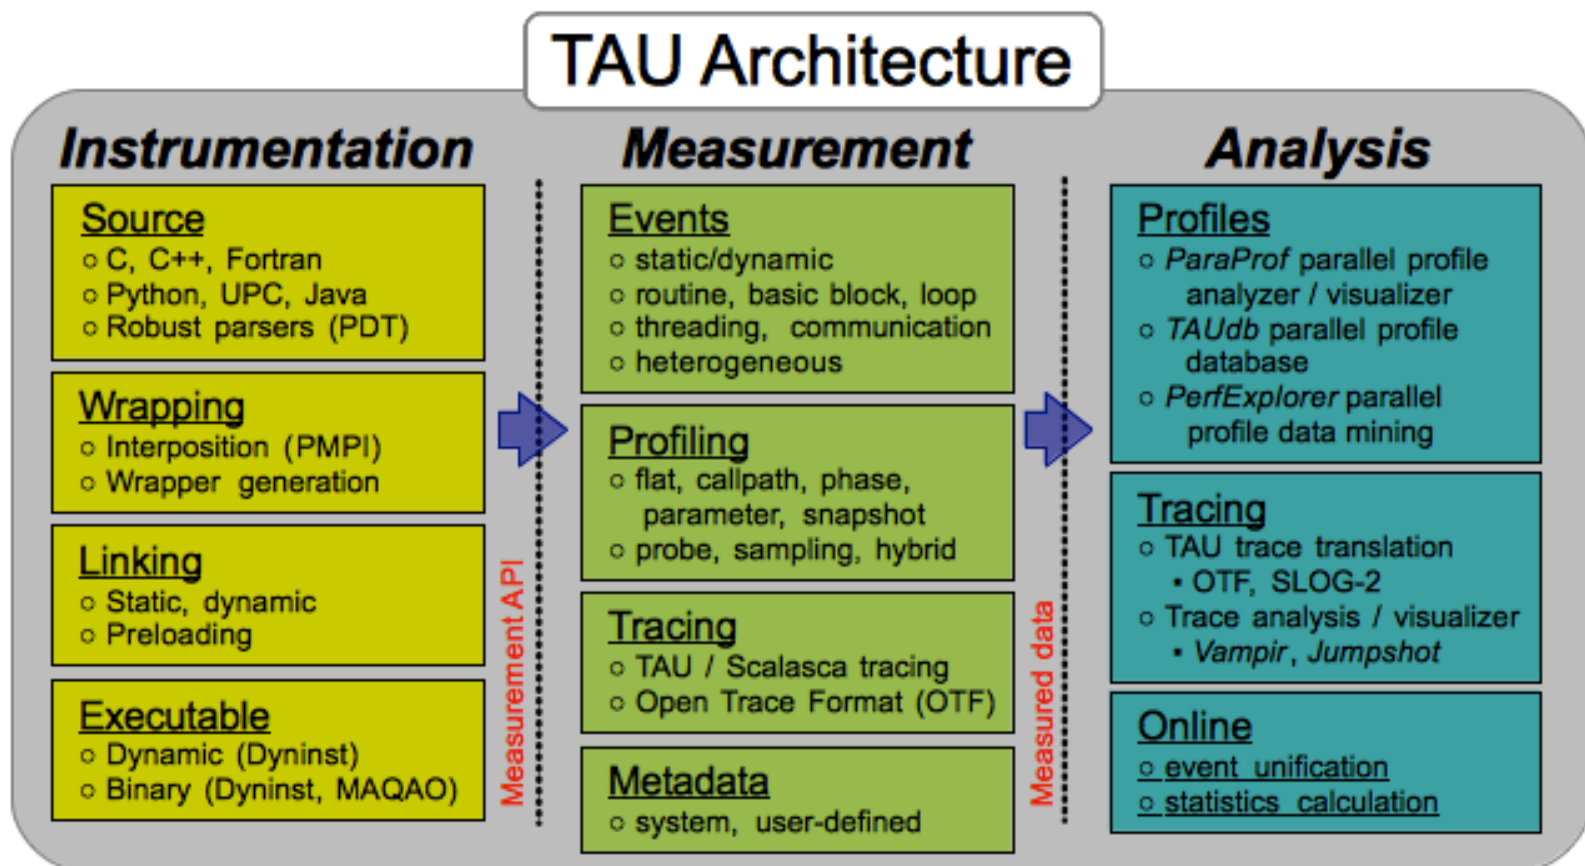 TAU Architecture
Instrumentation
Source
○ C, C++, Fortran
○ Python, UPC, Java
○ Robust parsers (PDT)
Wrapping
○ Interposition (PMPI)
○ Wrapper generation
Linking
○ Static, dynamic
○ Preloading
Executable
○ Dynamic (Dyninst)
○ Binary (Dyninst, MAQAO)
Measurement API
Measurement
Events
○ static/dynamic
○ routine, basic block, loop
○ threading, communication
○ heterogeneous
Profiling
○ flat, callpath, phase,
parameter, snapshot
○ probe, sampling, hybrid
Tracing
○ TAU / Scalasca tracing
○ Open Trace Format (OTF)
Metadata
○ system, user-defined
Measured data
Analysis
Profiles
○ ParaProf parallel profile
analyzer / visualizer
○ TAUdb parallel profile
database
○ PerfExplorer parallel
profile data mining
Tracing
○ TAU trace translation
▪ OTF, SLOG-2
○ Trace analysis / visualizer
▪ Vampir, Jumpshot
Online
○ event unification
○ statistics calculation